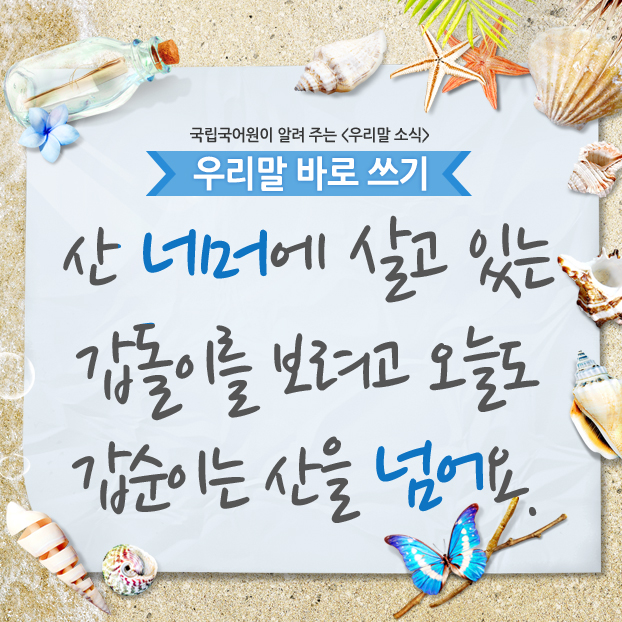 국립국어원이 알려 주는 <우리말 소식>
우리말 바로 쓰기
산 너머에 살고 있는
갑돌이를 보려고 오늘도
갑순이는 산을 넘어요.